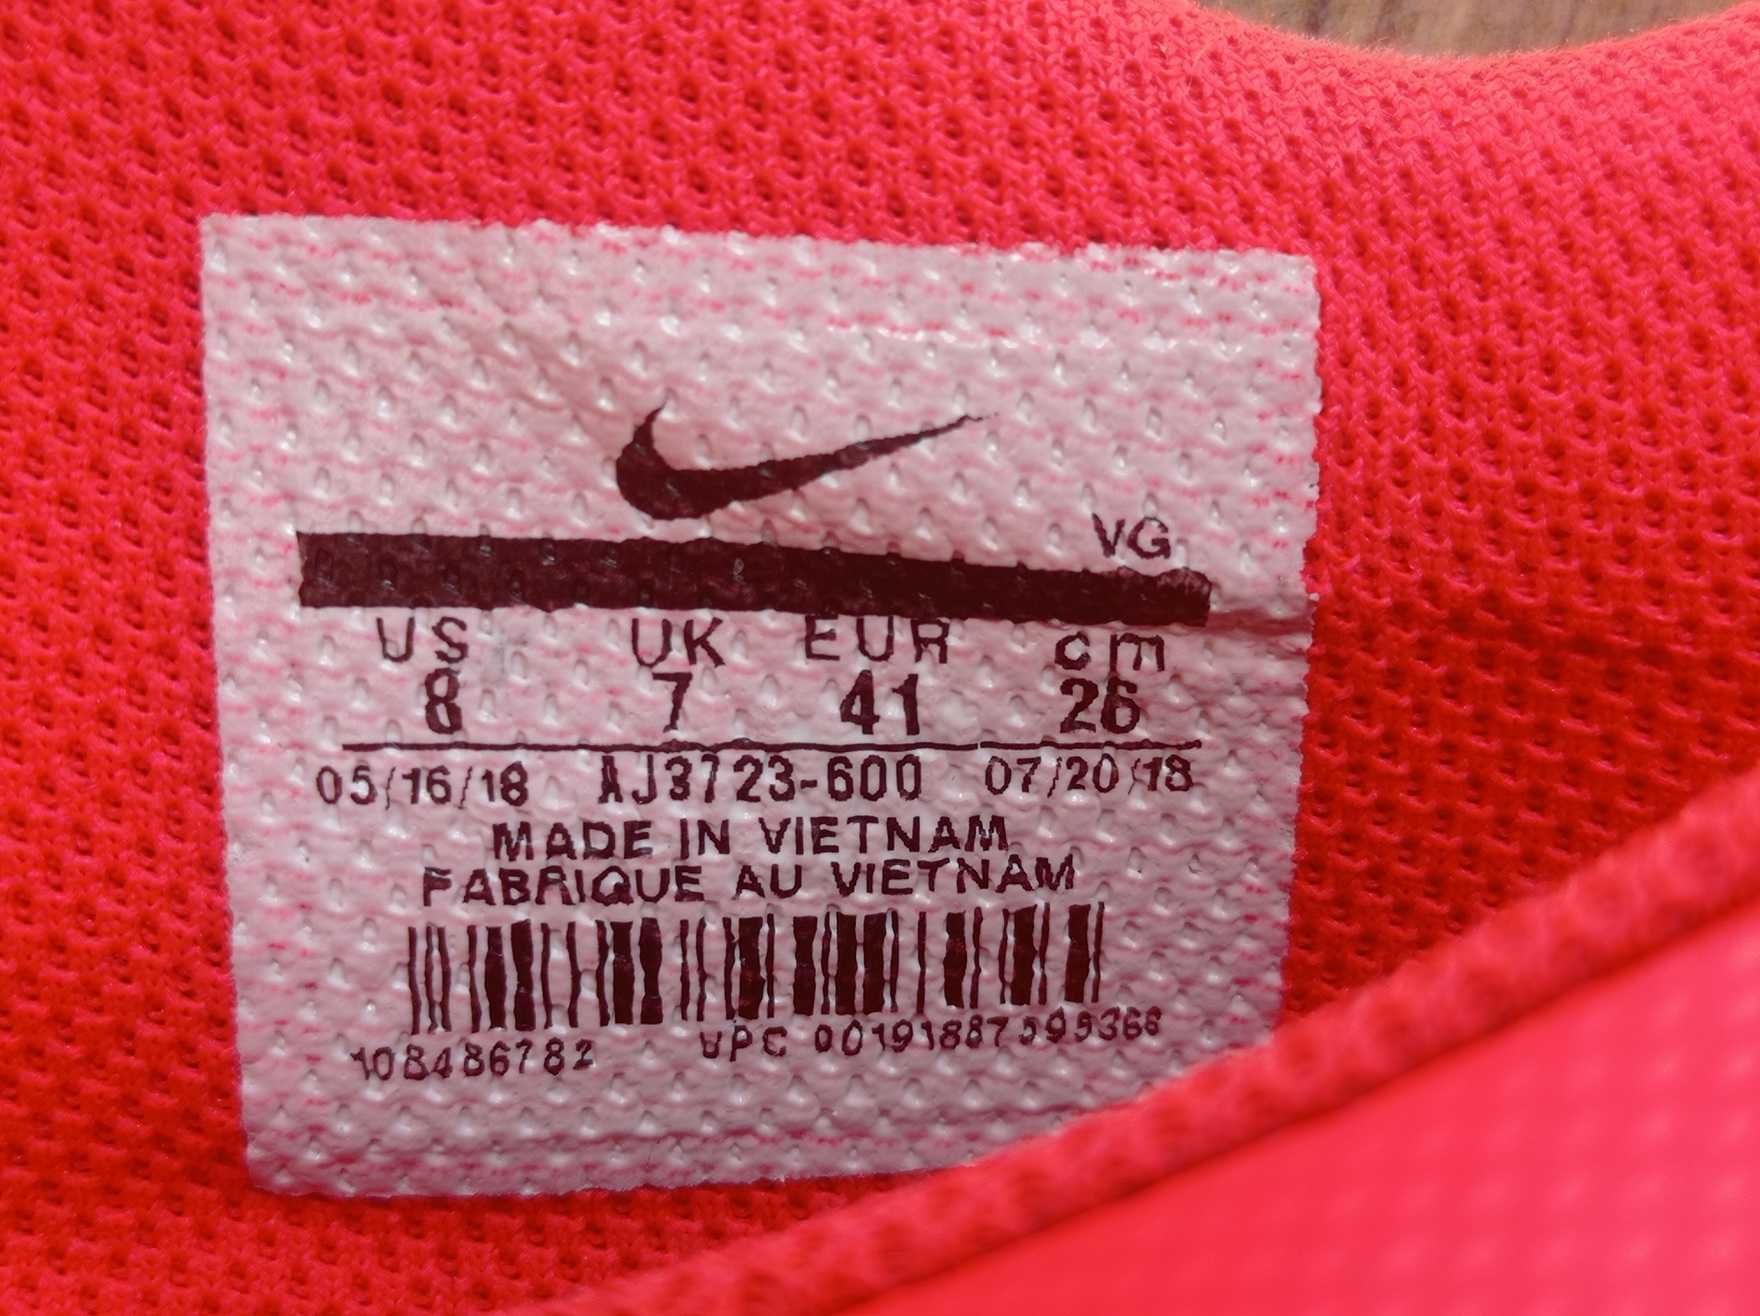 VG
US UK EUR cm
8 7 41 26
05/16/18 AJ3723-600 07/20/18
MADE IN VIETNAM
FABRIQUE AU VIETNAM
108486782 UPC